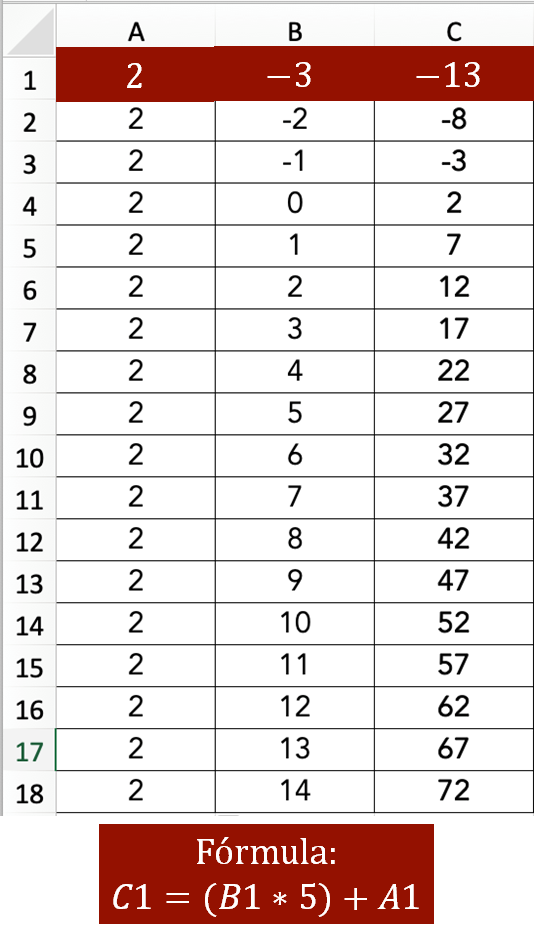 A B C
1 2 −3 −13
2 2 -2 -8
3 2 -1 -3
4 2 0 2
5 2 1 7
6 2 2 12
7 2 3 17
8 2 4 22
9 2 5 27
10 2 6 32
11 2 7 37
12 2 8 42
13 2 9 47
14 2 10 52
15 2 11 57
16 2 12 62
17 2 13 67
18 2 14 72
Fórmula:
C1 = (B1 ∗ 5) + A1